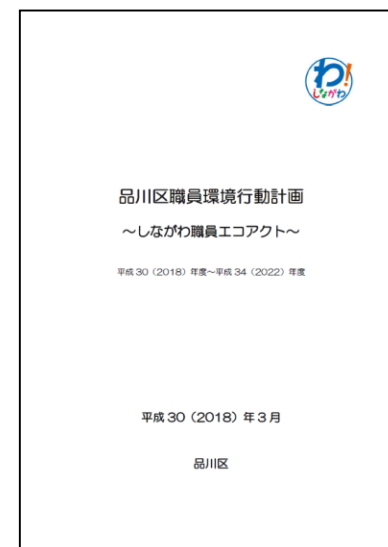 わ!
しながわ
品川区職員環境行動計画
～しながわ職員エコアクト～
平成30（2018）年度～平成34（2022）年度
平成30（2018）年3月
品川区